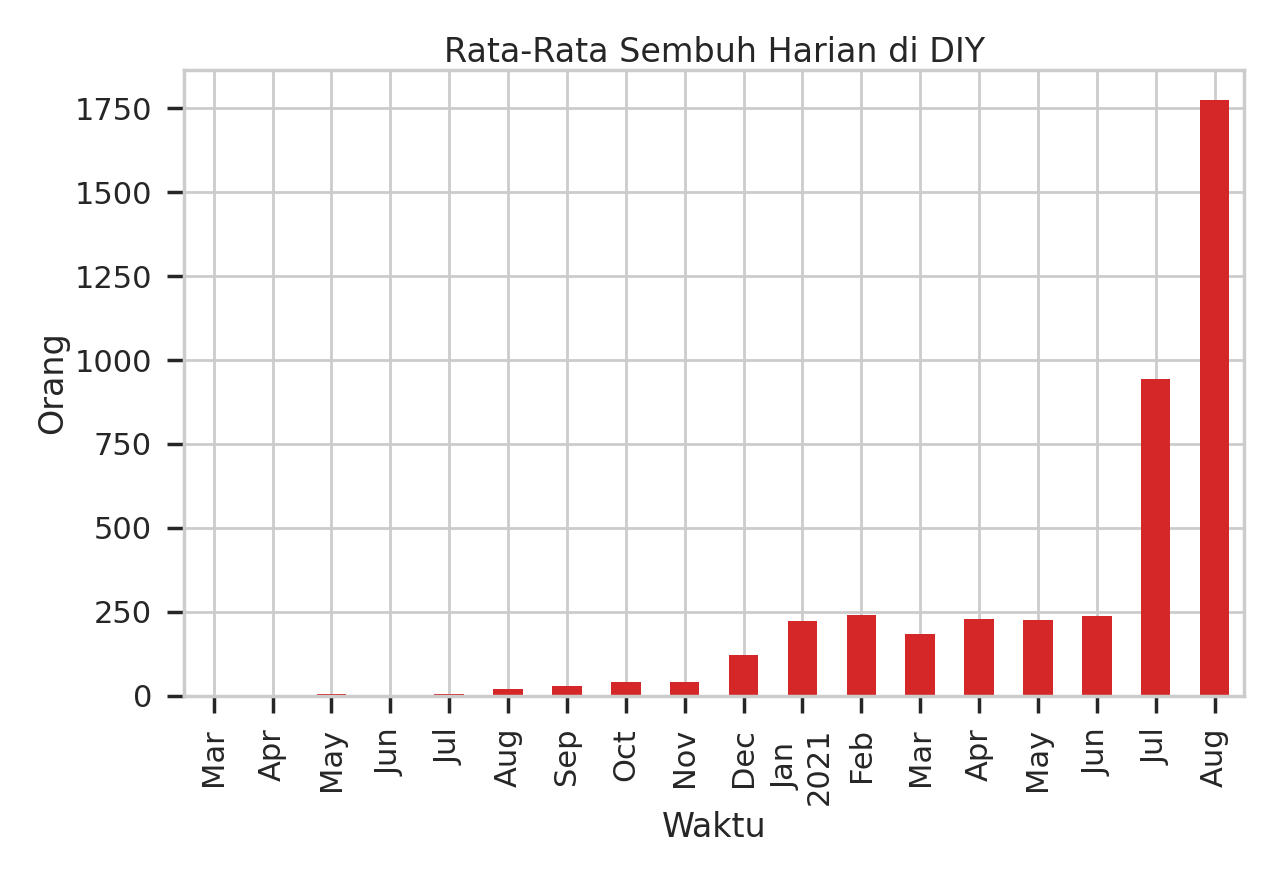 Rata-Rata Sembuh Harian di DIY
1750
1500
1250
1000
750
500
250
0
Orang
Mar
Apr
May
Jun
Jul
Aug
Sep
Oct
Nov
Dec
Jan
2021
Feb
Mar
Apr
May
Jun
Jul
Aug
Waktu